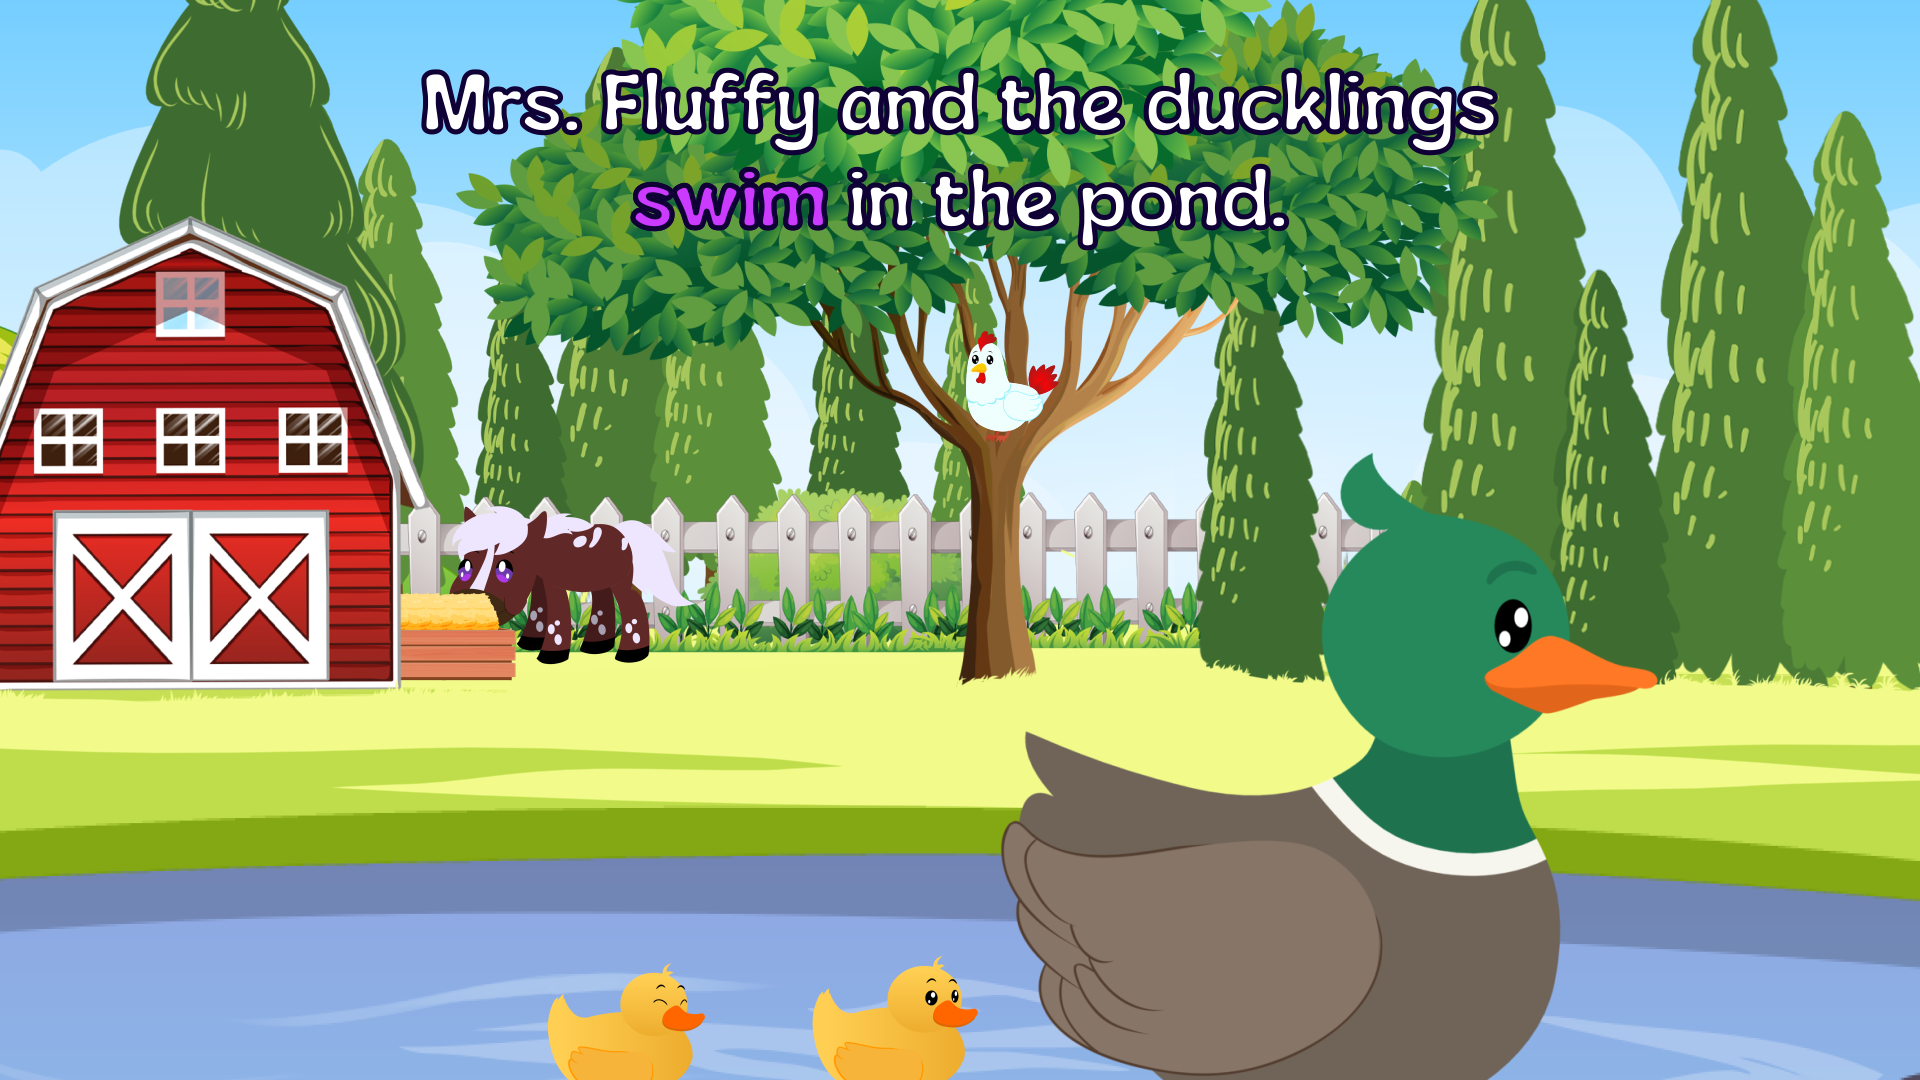 Mrs. Fluffy and the ducklings
swim in the pond.